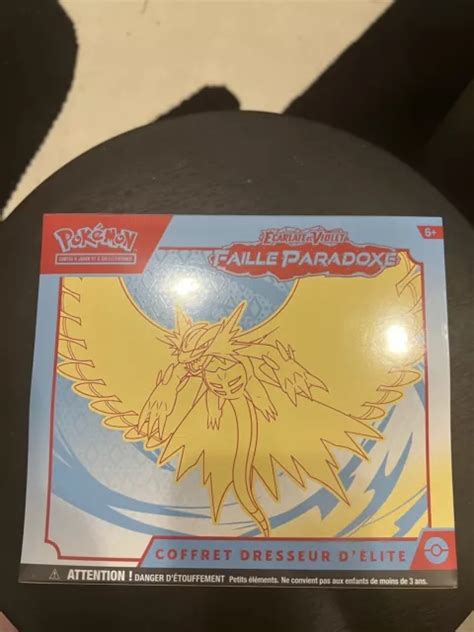 POKÉMON
ÉCARLATE ET VIOLET
FAILLE PARADOXE
6+
COFFRET DRESSEUR D'ÉLITE
ATTENTION ! DANGER D'ÉTOUFFEMENT Petits éléments. Ne convient pas aux enfants de moins de 3 ans.